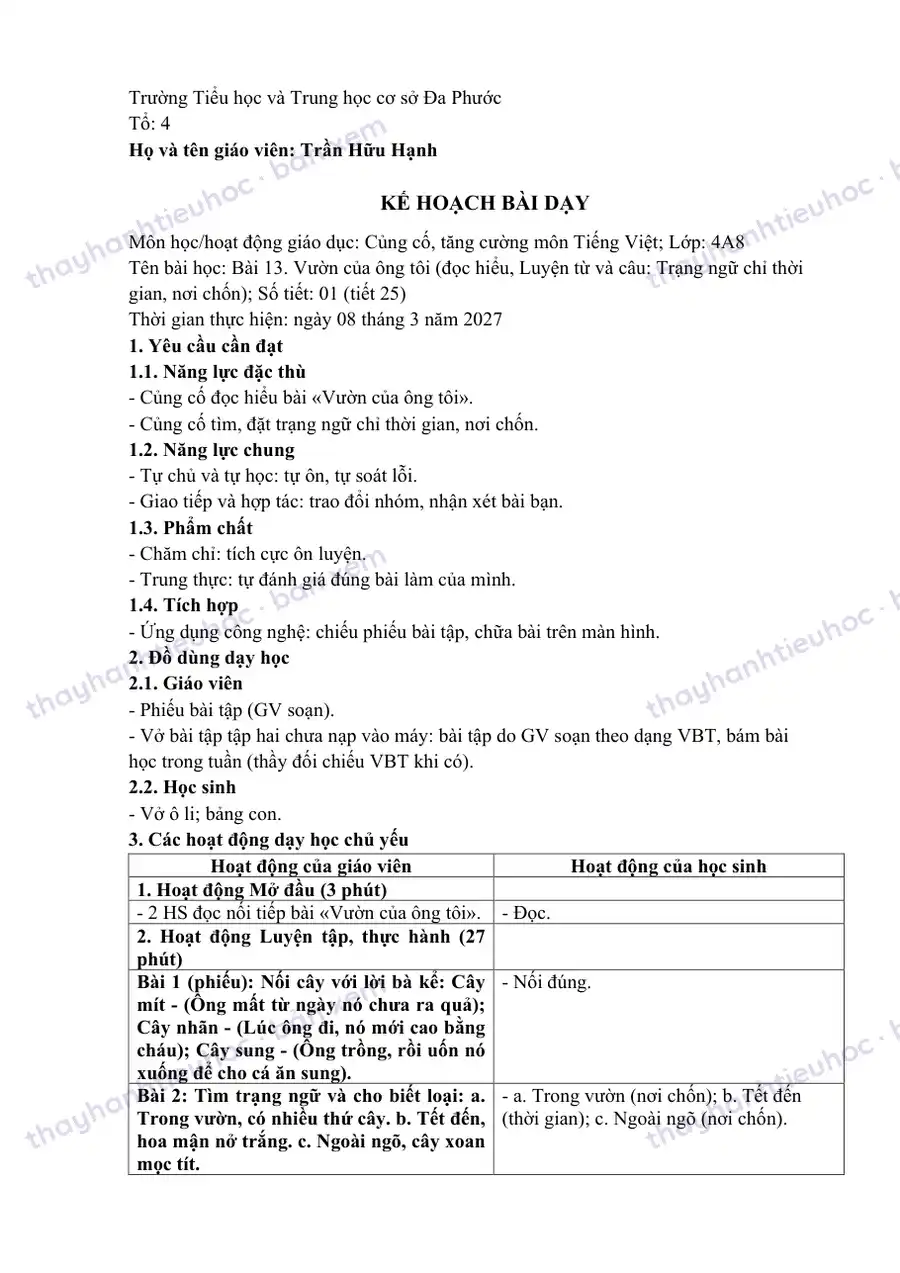 Trường Tiểu học và Trung học cơ sở Đa Phước
Tổ: 4
Họ và tên giáo viên: Trần Hữu Hạnh
KẾ HOẠCH BÀI DẠY
Môn học/hoạt động giáo dục: Củng cố, tăng cường môn Tiếng Việt; Lớp: 4A8
Tên bài học: Bài 13. Vườn của ông tôi (đọc hiểu, Luyện từ và câu: Trạng ngữ chỉ thời
gian, nơi chốn); Số tiết: 01 (tiết 25)
Thời gian thực hiện: ngày 08 tháng 3 năm 2027
1. Yêu cầu cần đạt
1.1. Năng lực đặc thù
- Củng cố đọc hiểu bài «Vườn của ông tôi».
- Củng cố tìm, đặt trạng ngữ chỉ thời gian, nơi chốn.
1.2. Năng lực chung
- Tự chủ và tự học: tự ôn, tự soát lỗi.
- Giao tiếp và hợp tác: trao đổi nhóm, nhận xét bài bạn.
1.3. Phẩm chất
- Chăm chỉ: tích cực ôn luyện.
- Trung thực: tự đánh giá đúng bài làm của mình.
1.4. Tích hợp
- Ứng dụng công nghệ: chiếu phiếu bài tập, chữa bài trên màn hình.
2. Đồ dùng dạy học
2.1. Giáo viên
- Phiếu bài tập (GV soạn).
- Vở bài tập tập hai chưa nạp vào máy: bài tập do GV soạn theo dạng VBT, bám bài
học trong tuần (thầy đối chiếu VBT khi có).
2.2. Học sinh
- Vở ô li; bảng con.
3. Các hoạt động dạy học chủ yếu
Hoạt động của giáo viên
Hoạt động của học sinh
1. Hoạt động Mở đầu (3 phút)
- 2 HS đọc nối tiếp bài «Vườn của ông tôi».
- Đọc.
2. Hoạt động Luyện tập, thực hành (27
phút)
Bài 1 (phiếu): Nối cây với lời bà kể: Cây
mít - (Ông mất từ ngày nó chưa ra quả);
Cây nhãn - (Lúc ông đi, nó mới cao bằng
cháu); Cây sung - (Ông trồng, rồi uốn nó
xuống để cho cá ăn sung).
- Nối đúng.
Bài 2: Tìm trạng ngữ và cho biết loại: a.
Trong vườn, có nhiều thứ cây. b. Tết đến,
hoa mận nở trắng. c. Ngoài ngõ, cây xoan
mọc tít.
- a. Trong vườn (nơi chốn); b. Tết đến
(thời gian); c. Ngoài ngõ (nơi chốn).
thayhanhtieuhoc · bản xem
thayhanhtieuhoc · b
thayhanhtieuhoc · bản xem
thayhanhtieuhoc · b
thayhanhtieuhoc · bản xem
thayhanhtieuhoc · b